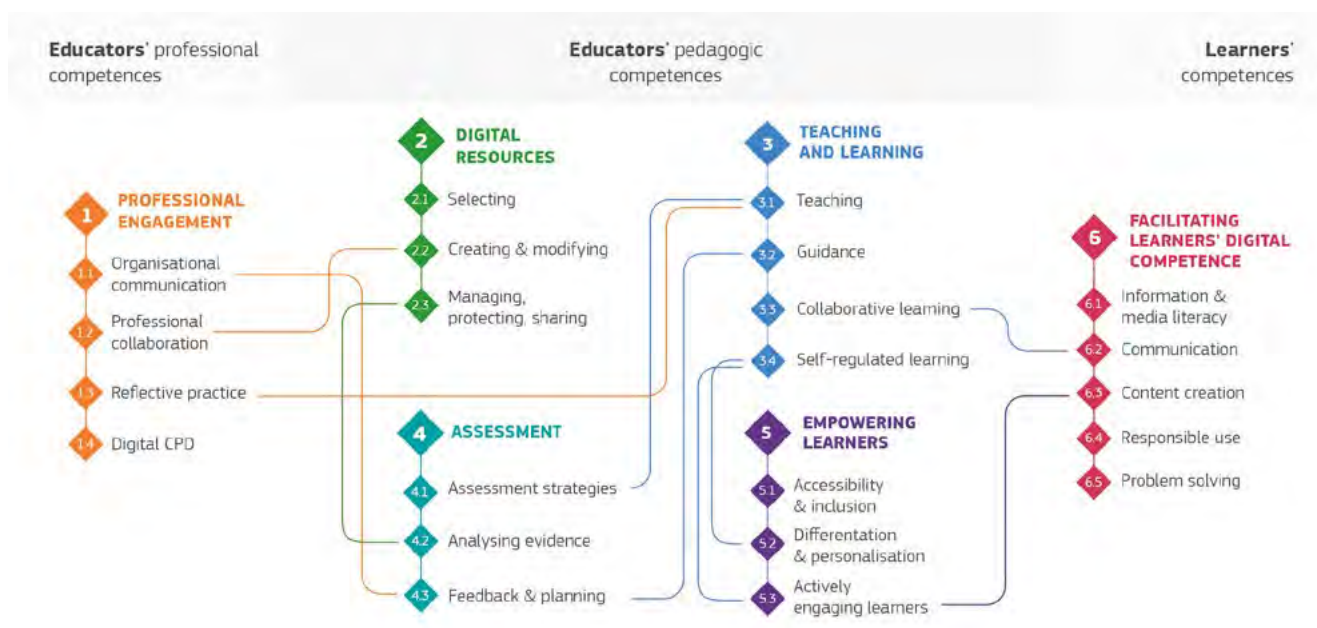 Educators' professional
competences
Educators' pedagogic
competences
Learners'
competences
1
PROFESSIONAL
ENGAGEMENT
1.1
Organisational
communication
1.2
Professional
collaboration
1.3
Reflective practice
1.4
Digital CPD
2
DIGITAL
RESOURCES
2.1
Selecting
2.2
Creating & modifying
2.3
Managing,
protecting, sharing
4
ASSESSMENT
4.1
Assessment strategies
4.2
Analysing evidence
4.3
Feedback & planning
3
TEACHING
AND LEARNING
3.1
Teaching
3.2
Guidance
3.3
Collaborative learning
3.4
Self-regulated learning
5
EMPOWERING
LEARNERS
5.1
Accessibility
& inclusion
5.2
Differentation
& personalisation
5.3
Actively
engaging learners
6
FACILITATING
LEARNERS' DIGITAL
COMPETENCE
6.1
Information &
media literacy
6.2
Communication
6.3
Content creation
6.4
Responsible use
6.5
Problem solving